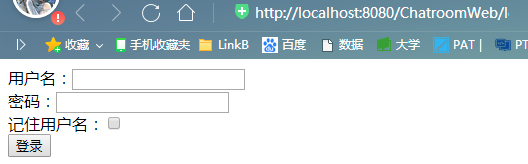 http://localhost:8080/ChatroomWeb/l
收藏 手机收藏夹 LinkB 百度 数据 大学 PAT | PT
用户名：
密码：
记住用户名：
登录